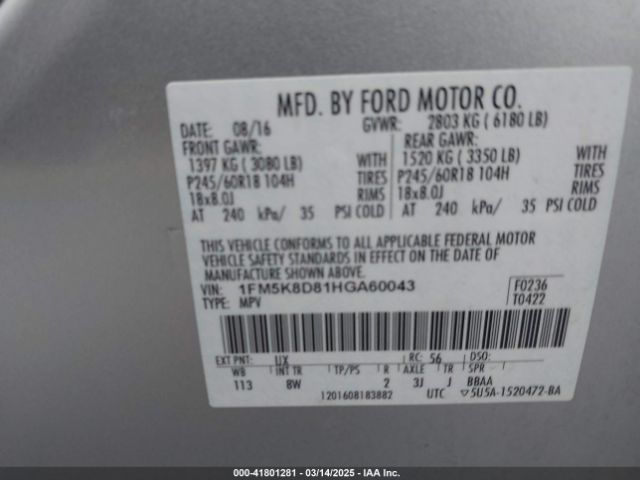 MFD. BY FORD MOTOR CO.
DATE: 08/16 GVWR: 2803 KG ( 6180 LB)
FRONT GAWR: REAR GAWR:
1397 KG ( 3080 LB) WITH 1520 KG ( 3350 LB) WITH
P245/60R18 104H TIRES P245/60R18 104H TIRES
18x8.0J RIMS 18x8.0J RIMS
AT 240 kPa/ 35 PSI COLD AT 240 kPa/ 35 PSI COLD
THIS VEHICLE CONFORMS TO ALL APPLICABLE FEDERAL MOTOR
VEHICLE SAFETY STANDARDS IN EFFECT ON THE DATE OF
MANUFACTURE SHOWN ABOVE.
VIN: 1FM5K8D81HGA60043 F0236
TYPE: MPV T0422
EXT PNT: UX RC: 56 DSO:
WB INT TR TP/PS R AXLE TR SPR
113 8W 2 3J J BBAA
1201608183882 UTC ▽5U5A-1520472-BA
© -41801281 - 03/14/2025 - IAAI.COM